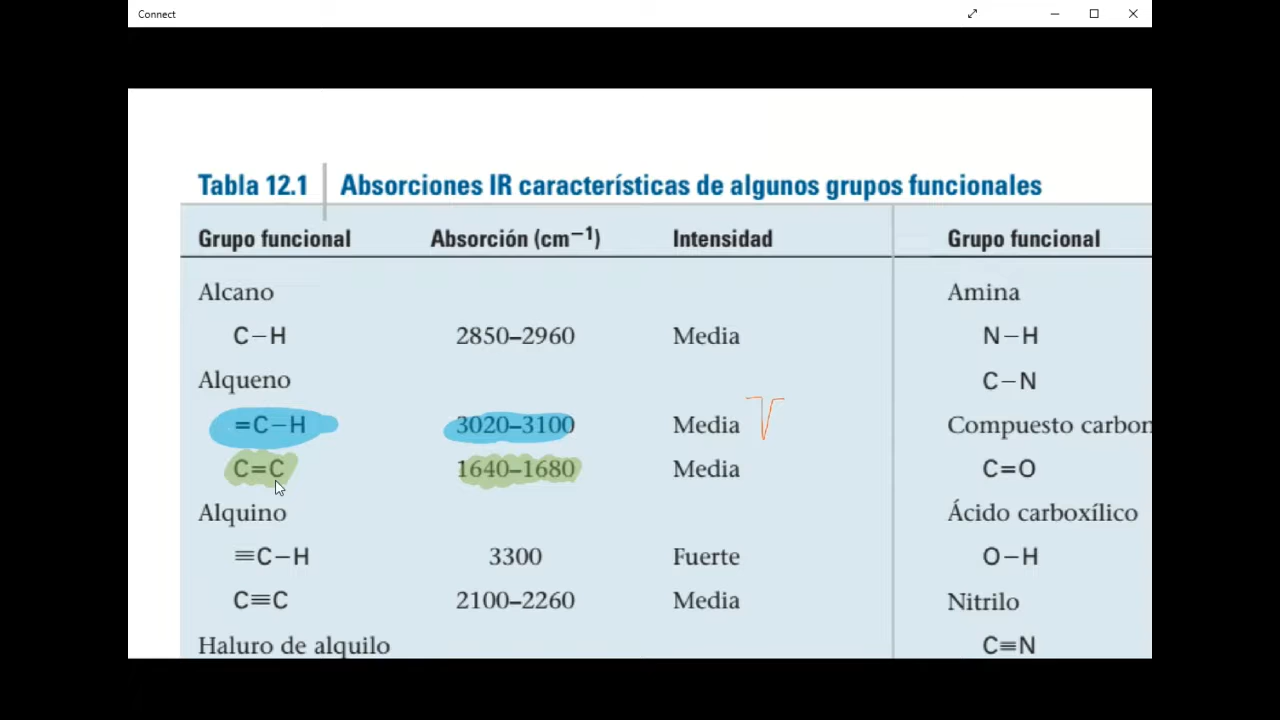 Connect
Tabla 12.1 Absorciones IR características de algunos grupos funcionales
Grupo funcional Absorción (cm−1) Intensidad Grupo funcional
Alcano Amina
C−H 2850–2960 Media N−H
Alqueno C−N
=C−H 3020–3100 Media Compuesto carbon
C=C 1640–1680 Media C=O
Alquino Ácido carboxílico
≡C−H 3300 Fuerte O−H
C≡C 2100–2260 Media Nitrilo
Haluro de alquilo C≡N